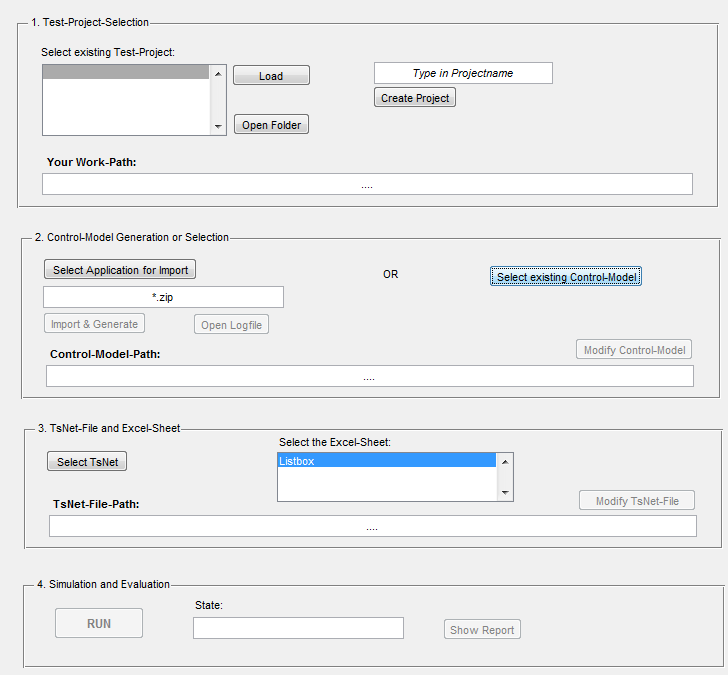 1. Test-Project-Selection
Select existing Test-Project:
Load
Type in Projectname
Create Project
Open Folder
Your Work-Path:
....
2. Control-Model Generation or Selection
Select Application for Import
OR
Select existing Control-Model
*.zip
Import & Generate
Open Logfile
Modify Control-Model
Control-Model-Path:
....
3. TsNet-File and Excel-Sheet
Select the Excel-Sheet:
Select TsNet
Listbox
TsNet-File-Path:
Modify TsNet-File
....
4. Simulation and Evaluation
State:
RUN
Show Report